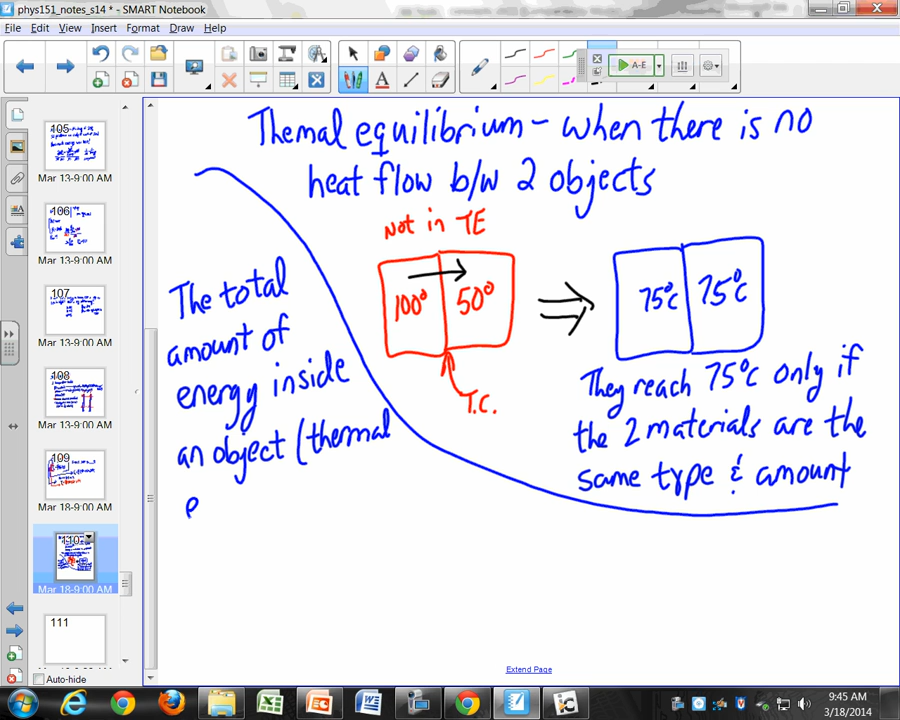 phys151_notes_s14 * - SMART Notebook
File Edit View Insert Format Draw Help
A-E
105
Mar 13-9:00 AM
106
Mar 13-9:00 AM
107
Mar 13-9:00 AM
108
Mar 13-9:00 AM
109
Mar 18-9:00 AM
110
Mar 18-9:00 AM
111
Auto-hide
Themal equilibrium - when there is no
heat flow b/w 2 objects
Not in TE
100° 50°
T.C.
75°C 75°C
They reach 75°C only if
the 2 materials are the
same type & amount
The total
amount of
energy inside
an object (thermal
e
Extend Page
9:45 AM
3/18/2014